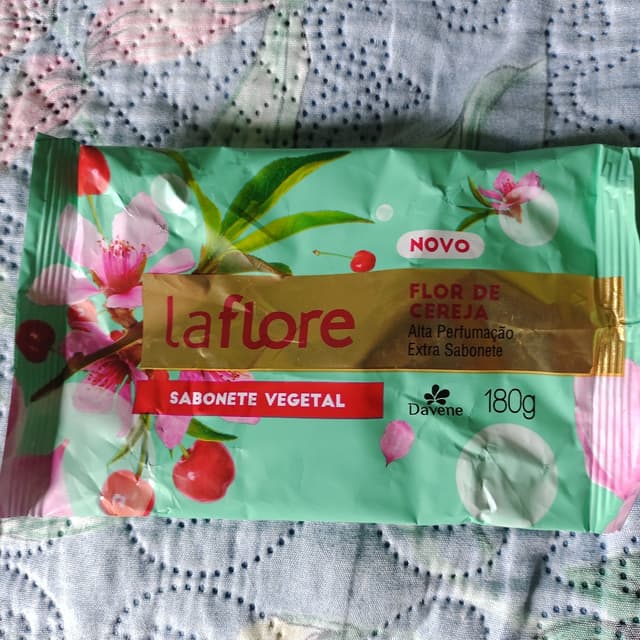 NOVO
laflore
FLOR DE
CEREJA
Alta Perfumação
Extra Sabonete
SABONETE VEGETAL
Davene
180g